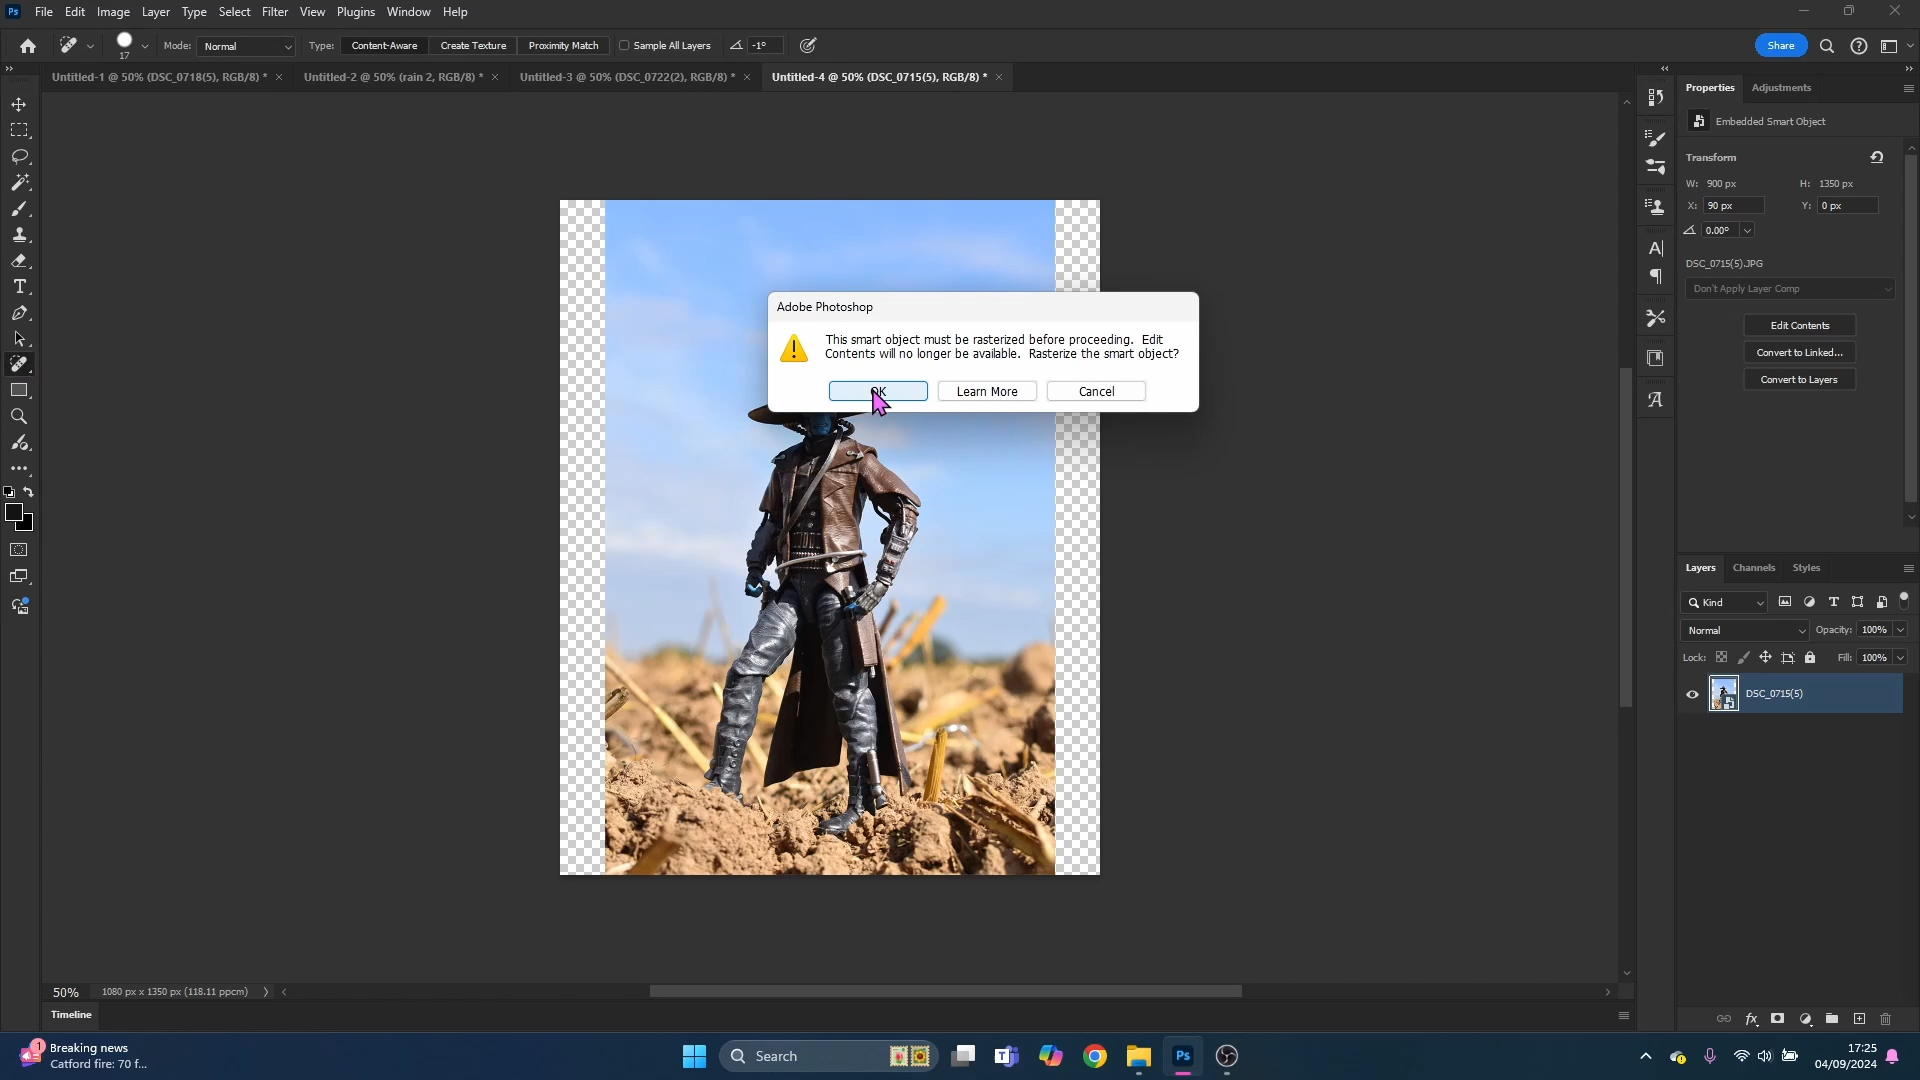 Ps File Edit Image Layer Type Select Filter View Plugins Window Help
17 Mode: Normal Type: Content-Aware Create Texture Proximity Match Sample All Layers -1° Share
Untitled-1 @ 50% (DSC_0718(5), RGB/8) * Untitled-2 @ 50% (rain 2, RGB/8) * Untitled-3 @ 50% (DSC_0722(2), RGB/8) * Untitled-4 @ 50% (DSC_0715(5), RGB/8) *
Properties Adjustments
Embedded Smart Object
Transform
W: 900 px H: 1350 px
X: 90 px Y: 0 px
0.00°
DSC_0715(5).JPG
Don't Apply Layer Comp
Edit Contents
Convert to Linked...
Convert to Layers
Adobe Photoshop
This smart object must be rasterized before proceeding. Edit
Contents will no longer be available. Rasterize the smart object?
OK Learn More Cancel
Layers Channels Styles
Kind
Normal Opacity: 100%
Lock: Fill: 100%
DSC_0715(5)
50% 1080 px x 1350 px (118.11 ppcm)
Timeline
1 Breaking news
Catford fire: 70 f...
Search
Ps
17:25
04/09/2024